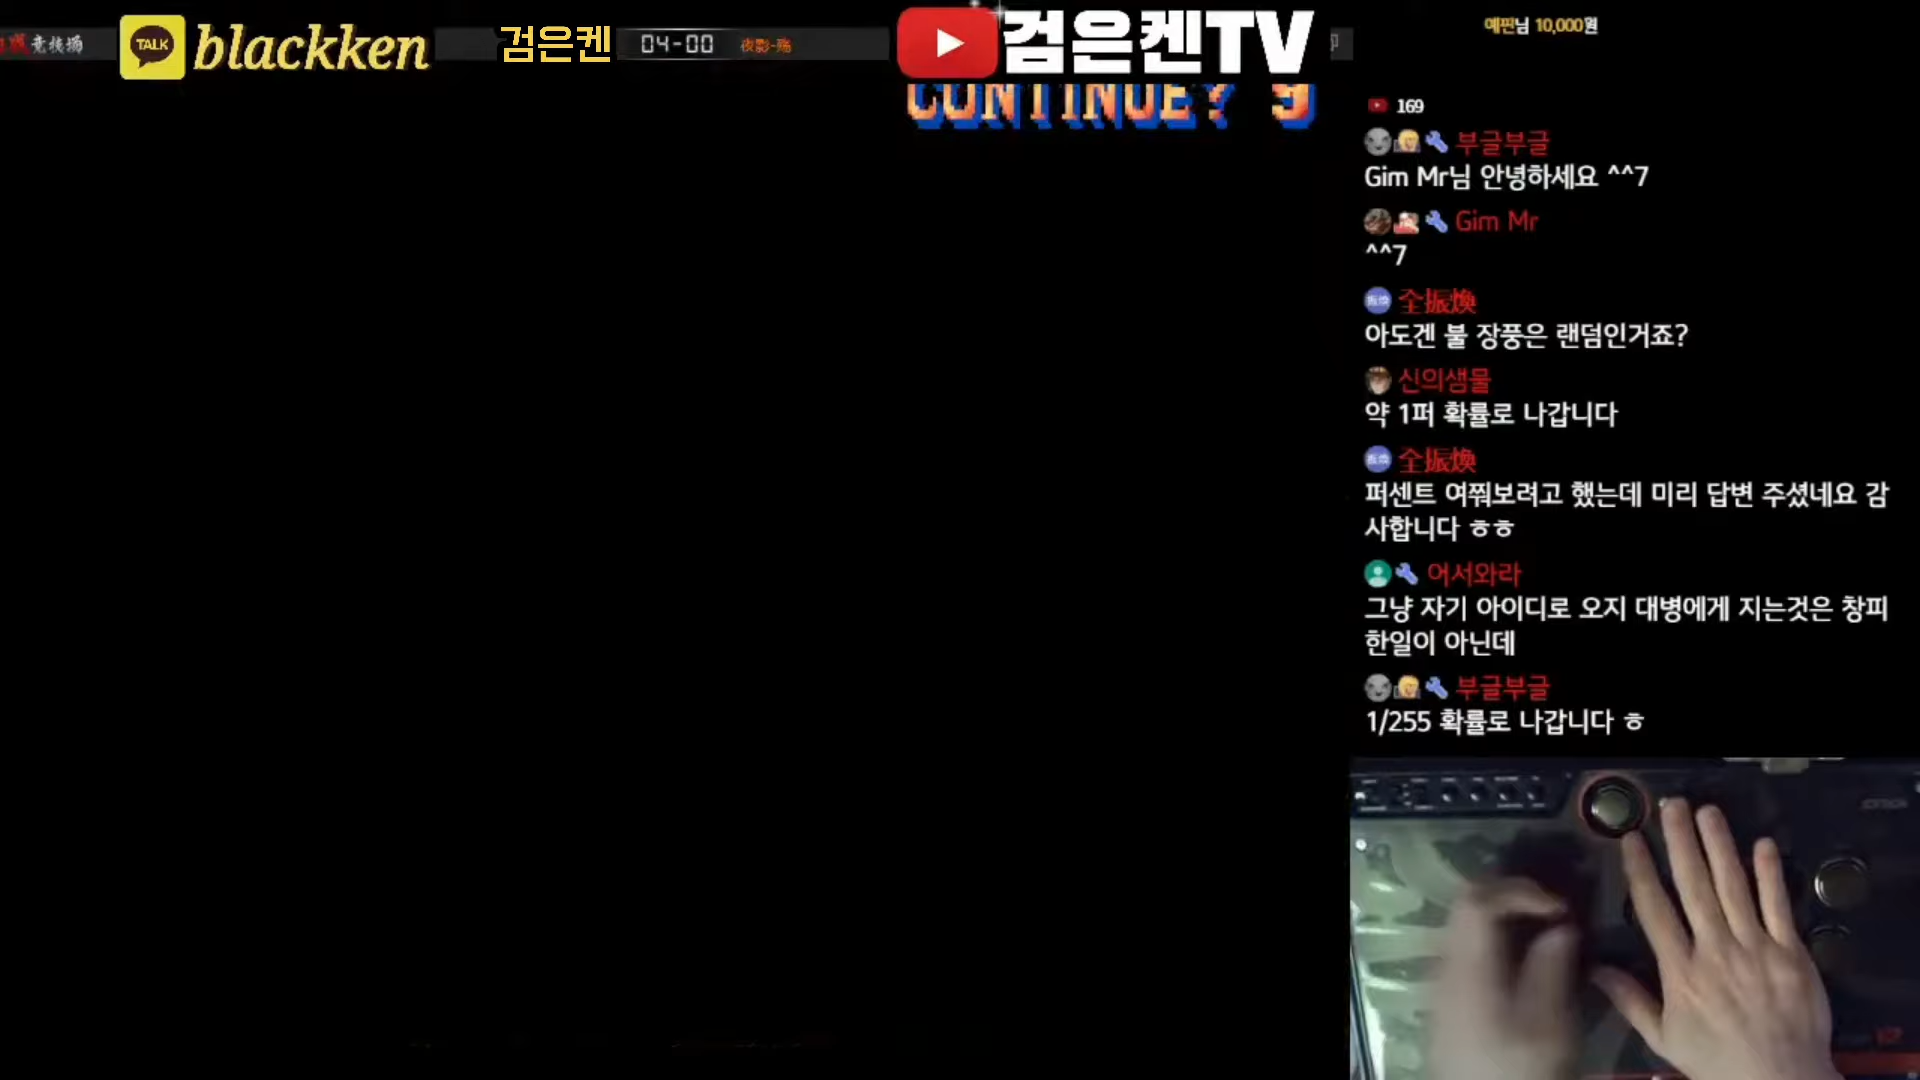 竞技场
TALK
blackken
검은켄
04-00
夜影-殇
검은켄TV
CONTINUE? 9
예찐님 10,000원
169
부글부글
Gim Mr님 안녕하세요 ^^7
Gim Mr
^^7
全振煥
아도겐 불 장풍은 랜덤인거죠?
신의샘물
약 1퍼 확률로 나갑니다
全振煥
퍼센트 여쭤보려고 했는데 미리 답변 주셨네요 감
사합니다 ㅎㅎ
어서와라
그냥 자기 아이디로 오지 대병에게 지는것은 창피
한일이 아닌데
부글부글
1/255 확률로 나갑니다 ㅎ